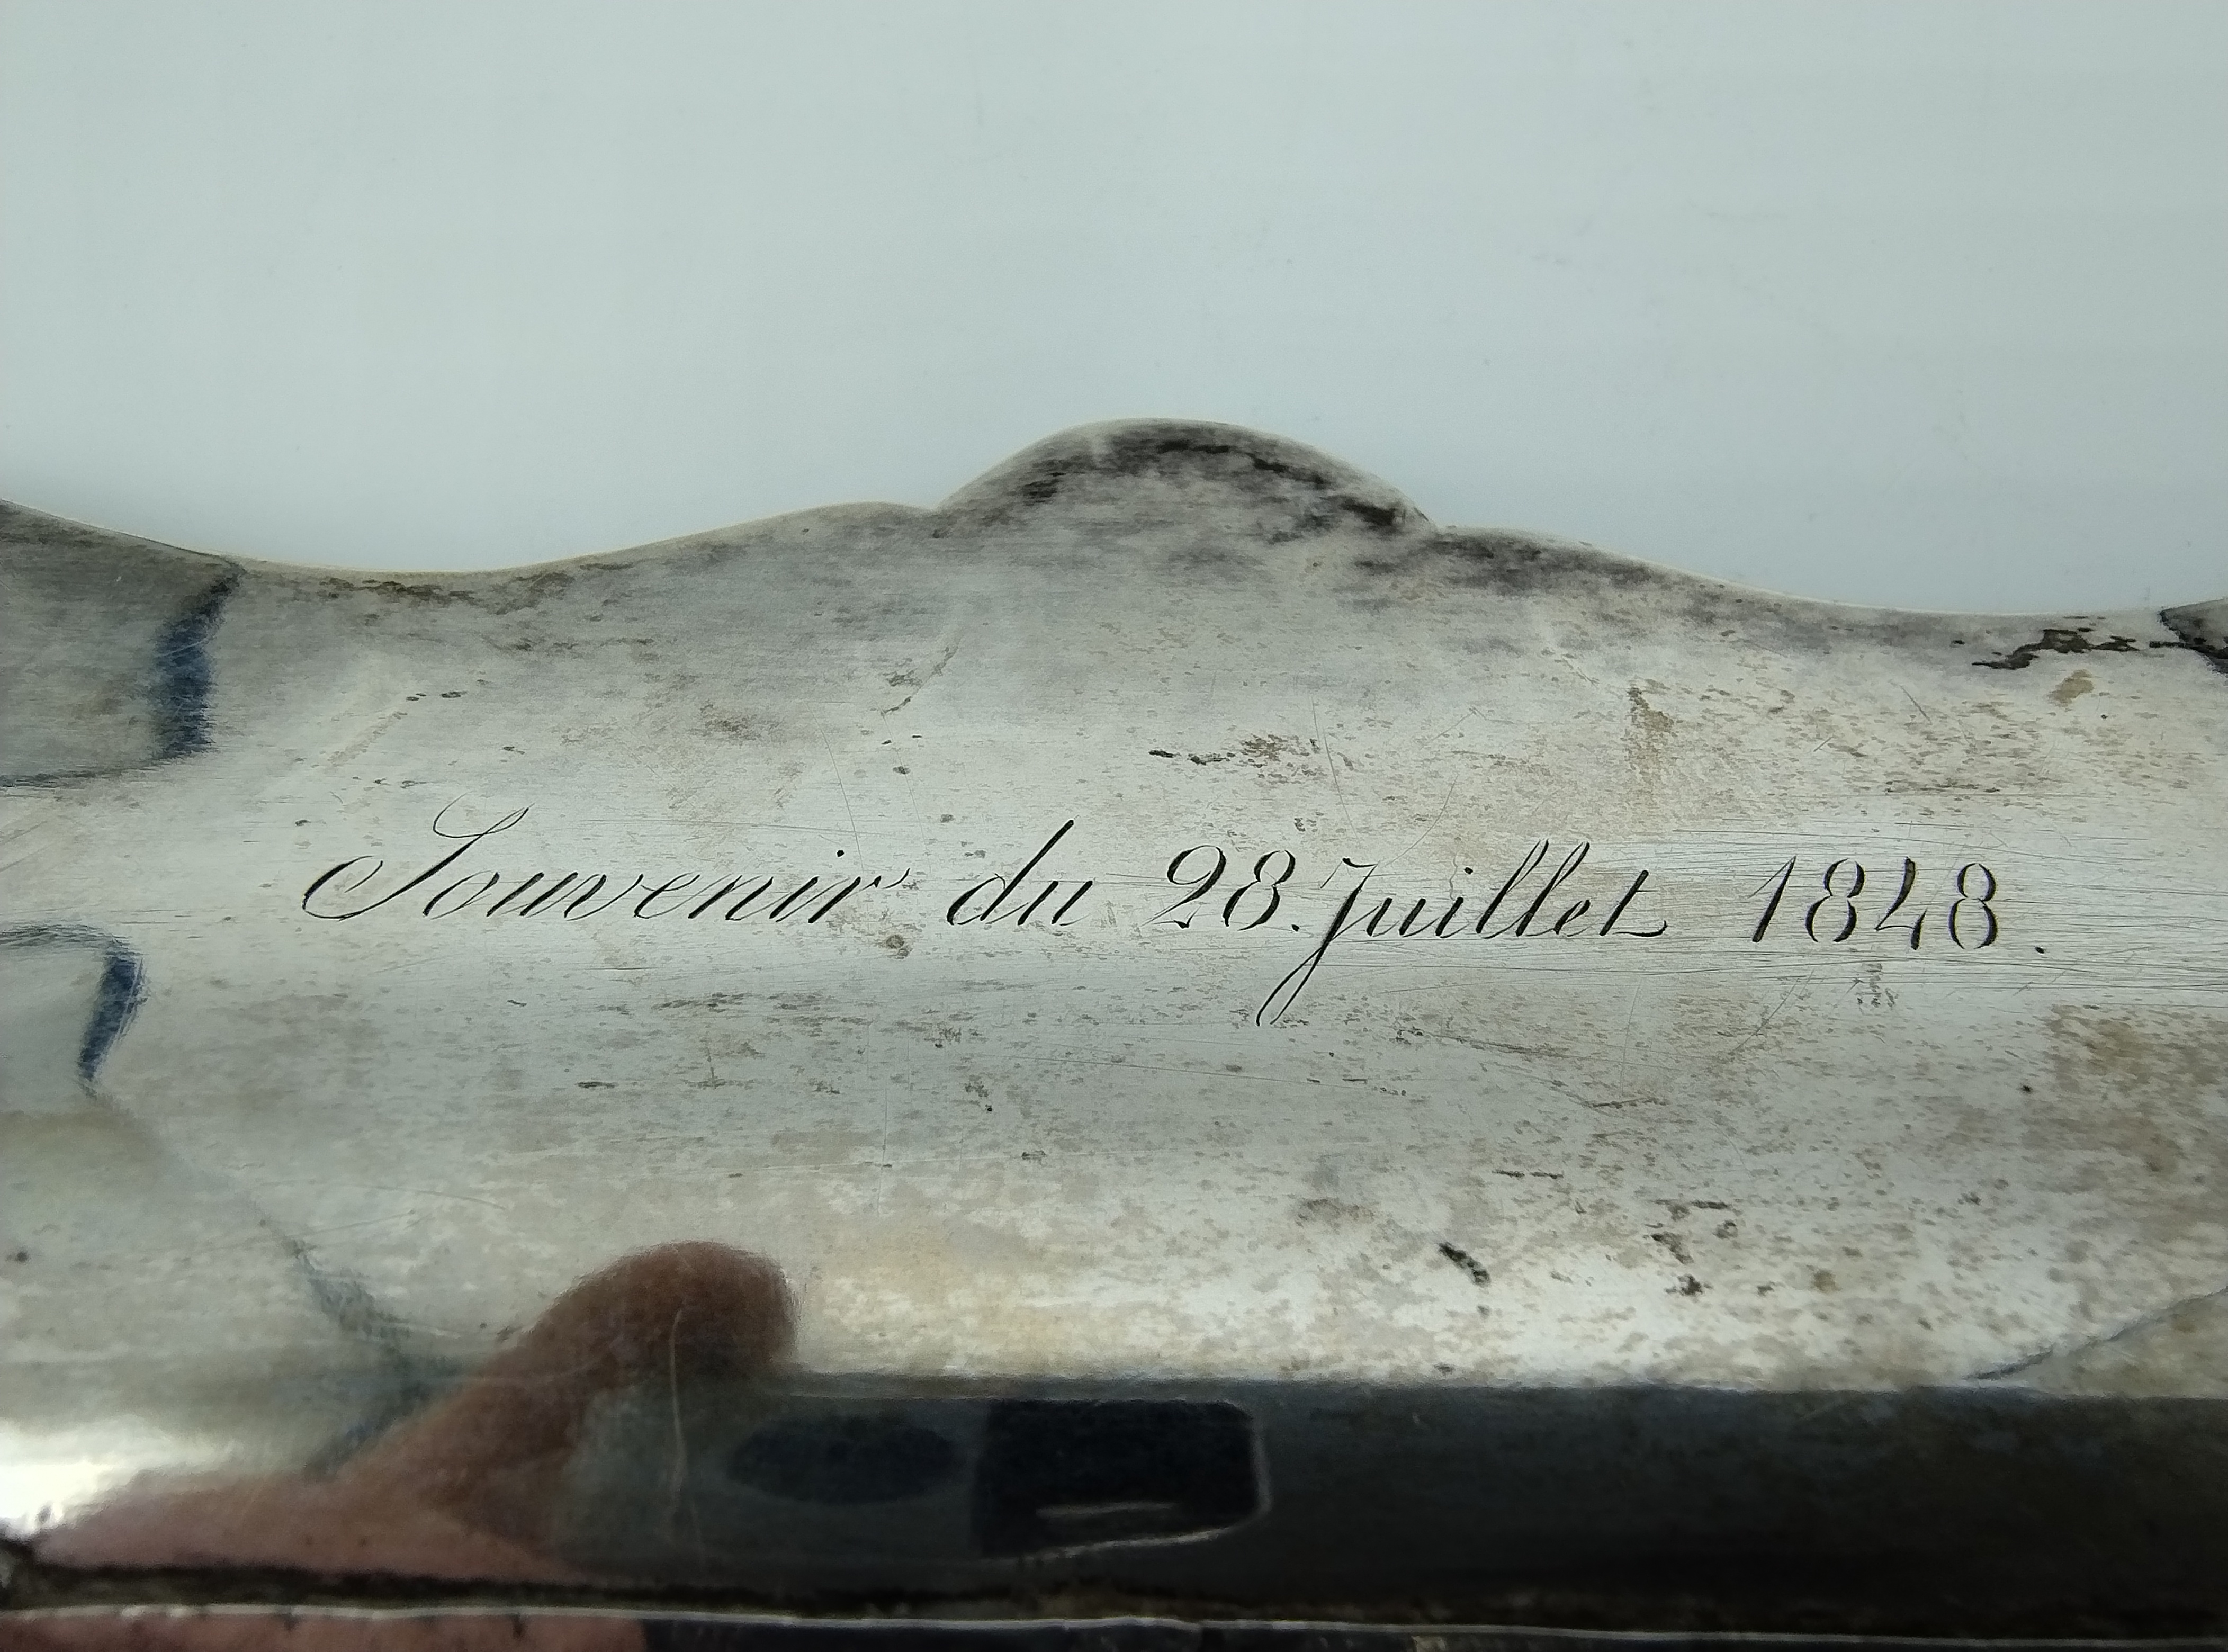 Souvenir du 28. Juillet 1848.